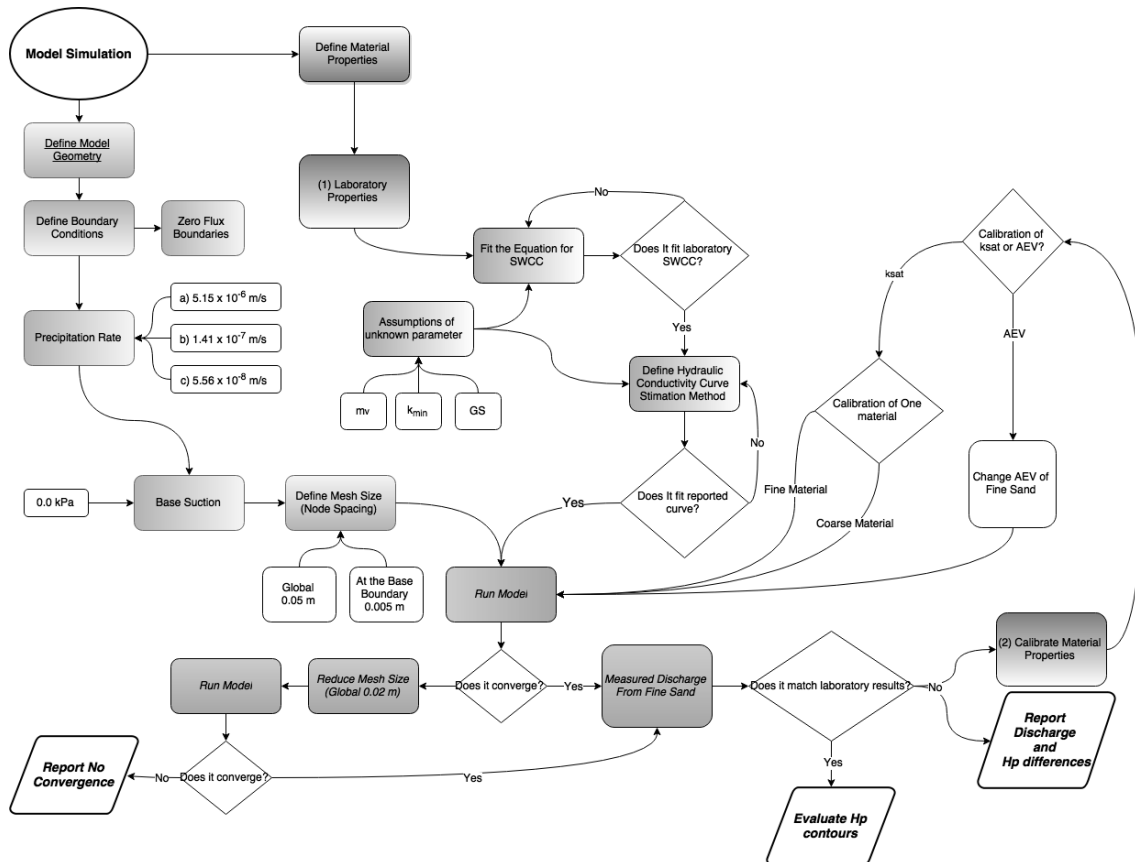 Model Simulation
Define Material
Properties
Define Model
Geometry
(1) Laboratory
Properties
Define Boundary
Conditions
Zero Flux
Boundaries
No
Fit the Equation for
SWCC
Does It fit laboratory
SWCC?
Calibration of
ksat or AEV?
ksat
AEV
Precipitation Rate
a) 5.15 x 10⁻⁶ m/s
b) 1.41 x 10⁻⁷ m/s
c) 5.56 x 10⁻⁸ m/s
Assumptions of
unknown parameter
Yes
mv
kmin
GS
Define Hydraulic
Conductivity Curve
Stimation Method
No
Calibration of One
material
0.0 kPa
Base Suction
Define Mesh Size
(Node Spacing)
Yes
Does It fit reported
curve?
Fine Material
Coarse Material
Change AEV of
Fine Sand
Global
0.05 m
At the Base
Boundary
0.005 m
Run Model
(2) Calibrate Material
Properties
Run Model
Reduce Mesh Size
(Global 0.02 m)
Does it converge?
Yes
Measured Discharge
From Fine Sand
Does it match laboratory results?
No
Report
Discharge
and
Hp differences
Report No
Convergence
No
Does it converge?
Yes
Yes
Evaluate Hp
contours